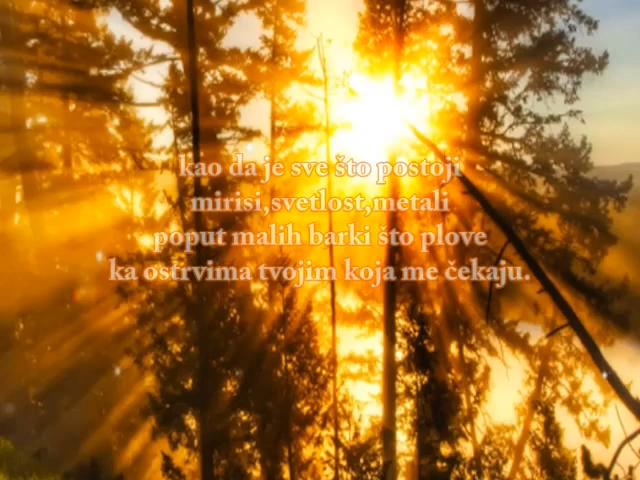 kao da je sve što postoji
mirisi,svetlost,metali
poput malih barki što plove
ka ostrvima tvojim koja me čekaju.